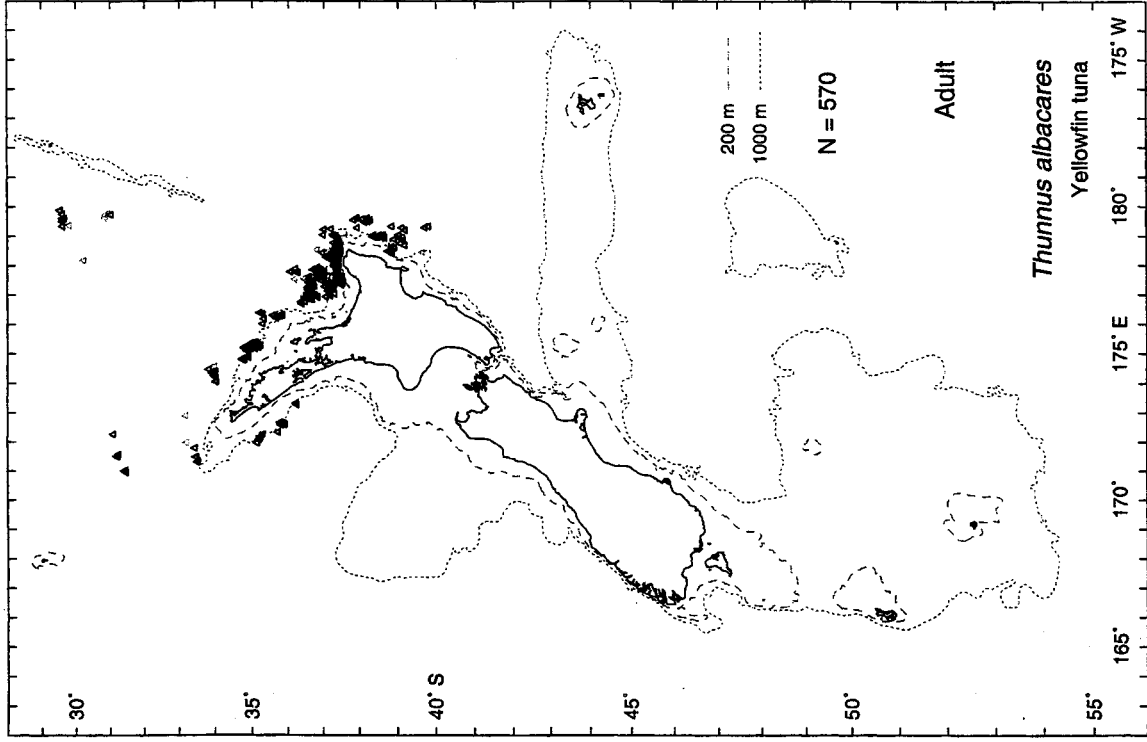 30°
35°
40° S
45°
50°
55°
165°
170°
175° E
180°
175° W
200 m
1000 m
N = 570
Adult
Thunnus albacares
Yellowfin tuna